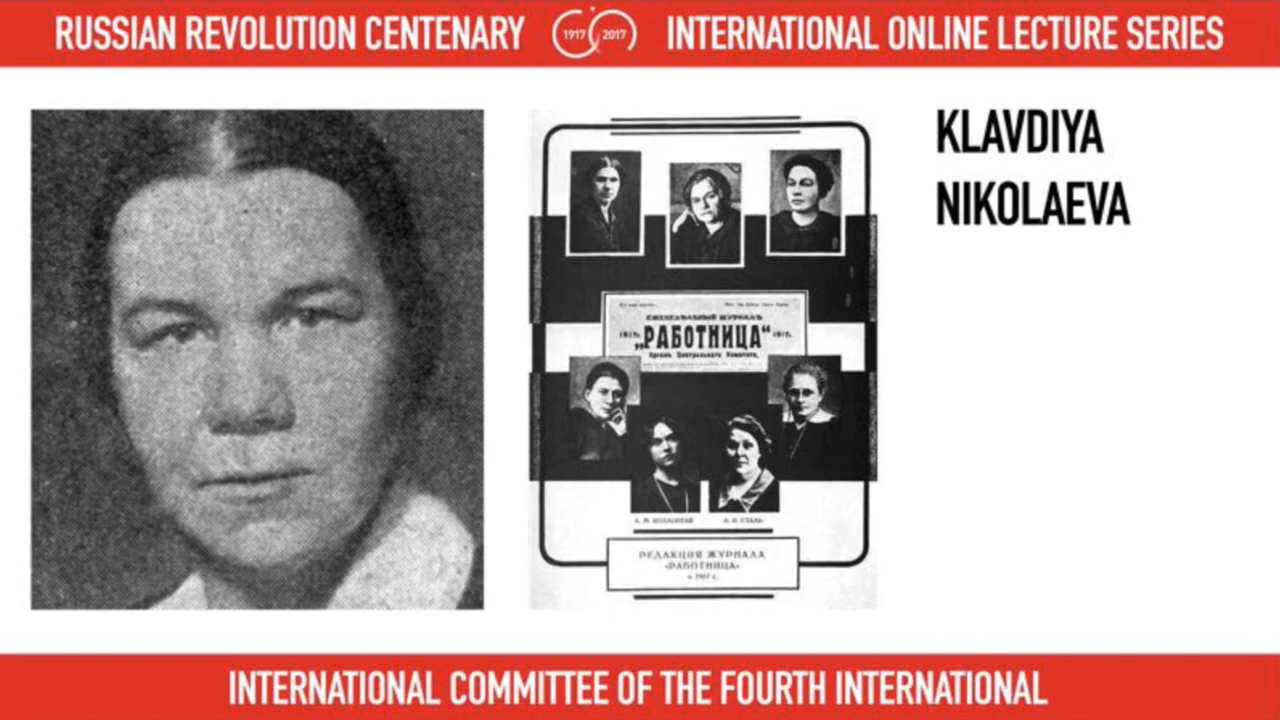 RUSSIAN REVOLUTION CENTENARY 1917 2017 INTERNATIONAL ONLINE LECTURE SERIES
KLAVDIYA
NIKOLAEVA
ЕЖЕНЕДЕЛЬНЫЙ ЖУРНАЛЪ
„РАБОТНИЦА“
Органъ Центральнаго Комитета,
А. М. КОЛЛОНТАЙ Л. Н. СТАЛЬ
РЕДАКЦИЯ ЖУРНАЛА
«РАБОТНИЦА»
в 1917 г.
INTERNATIONAL COMMITTEE OF THE FOURTH INTERNATIONAL